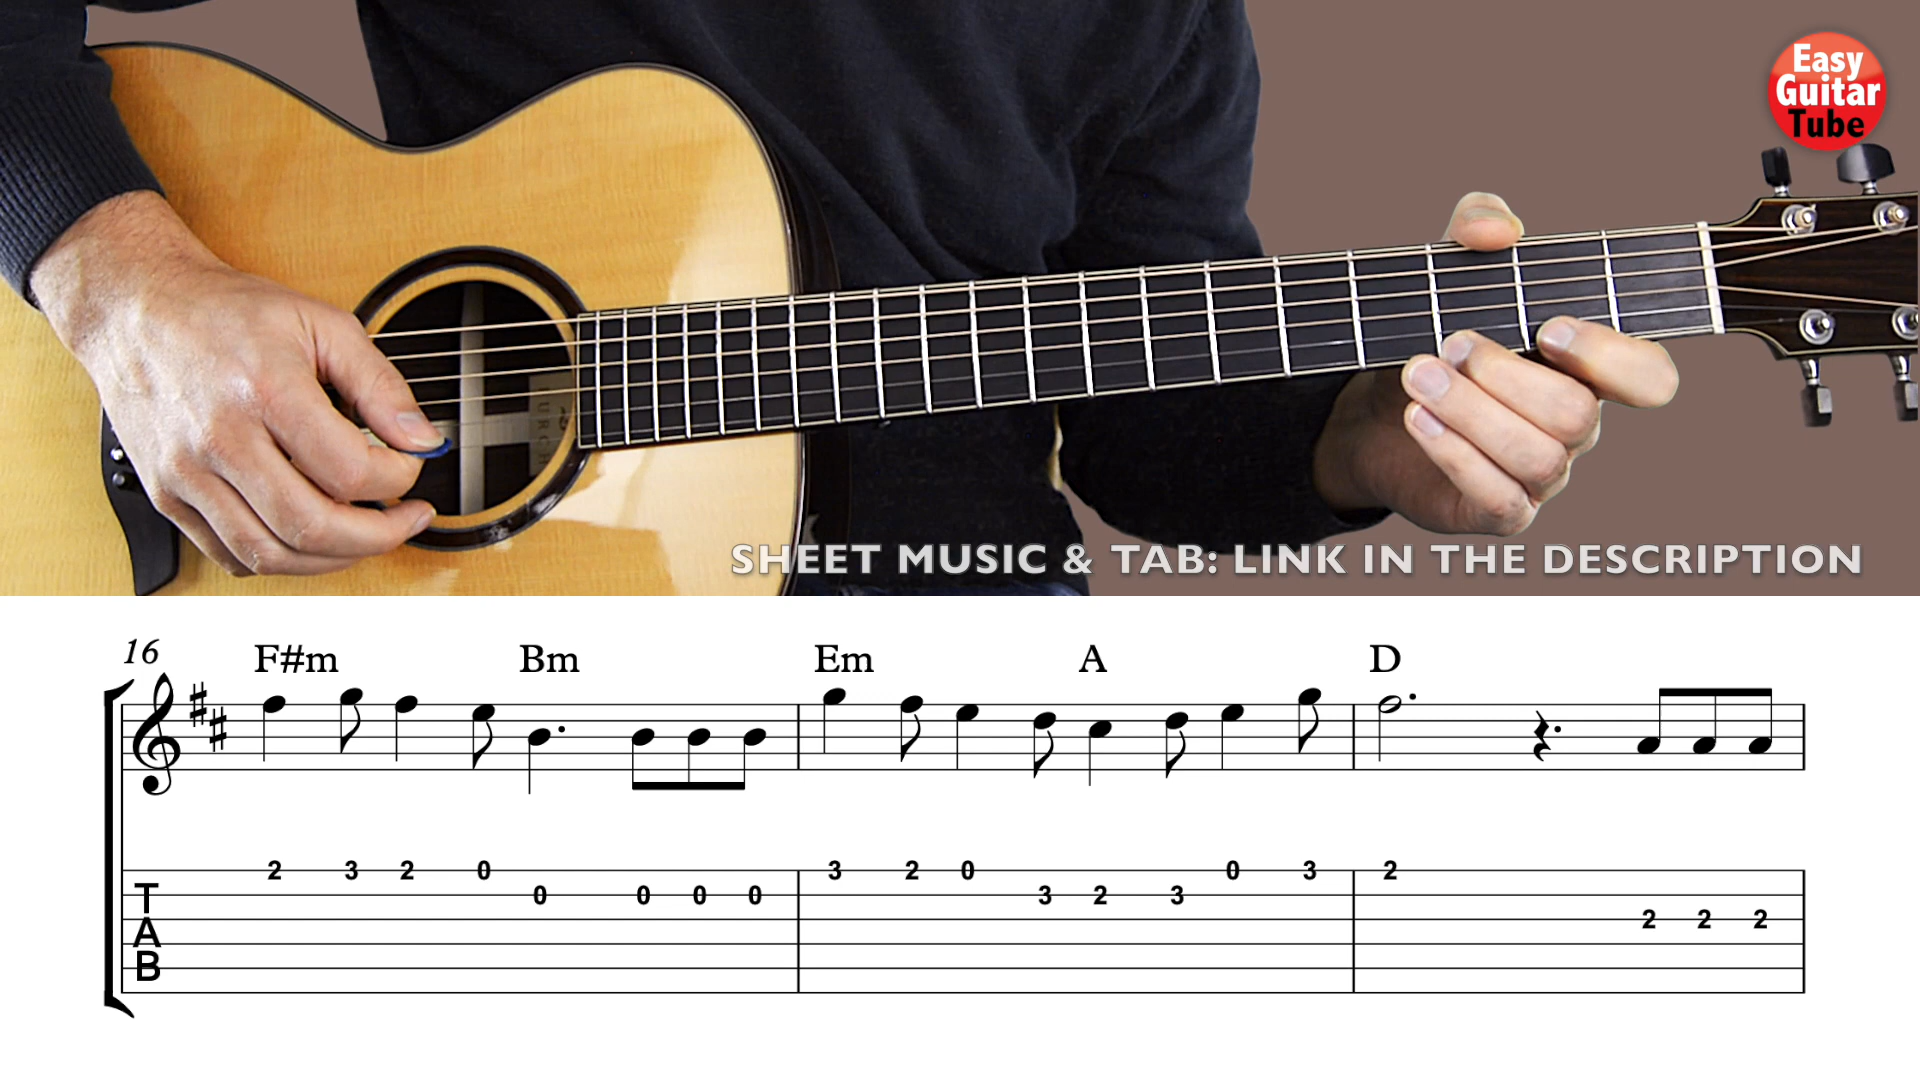 Easy
Guitar
Tube
SHEET MUSIC & TAB: LINK IN THE DESCRIPTION
16
F#m Bm Em A D
2 3 2 0 3 2 0 0 3 2
T 0 0 0 0 3 2 3
A 2 2 2
B